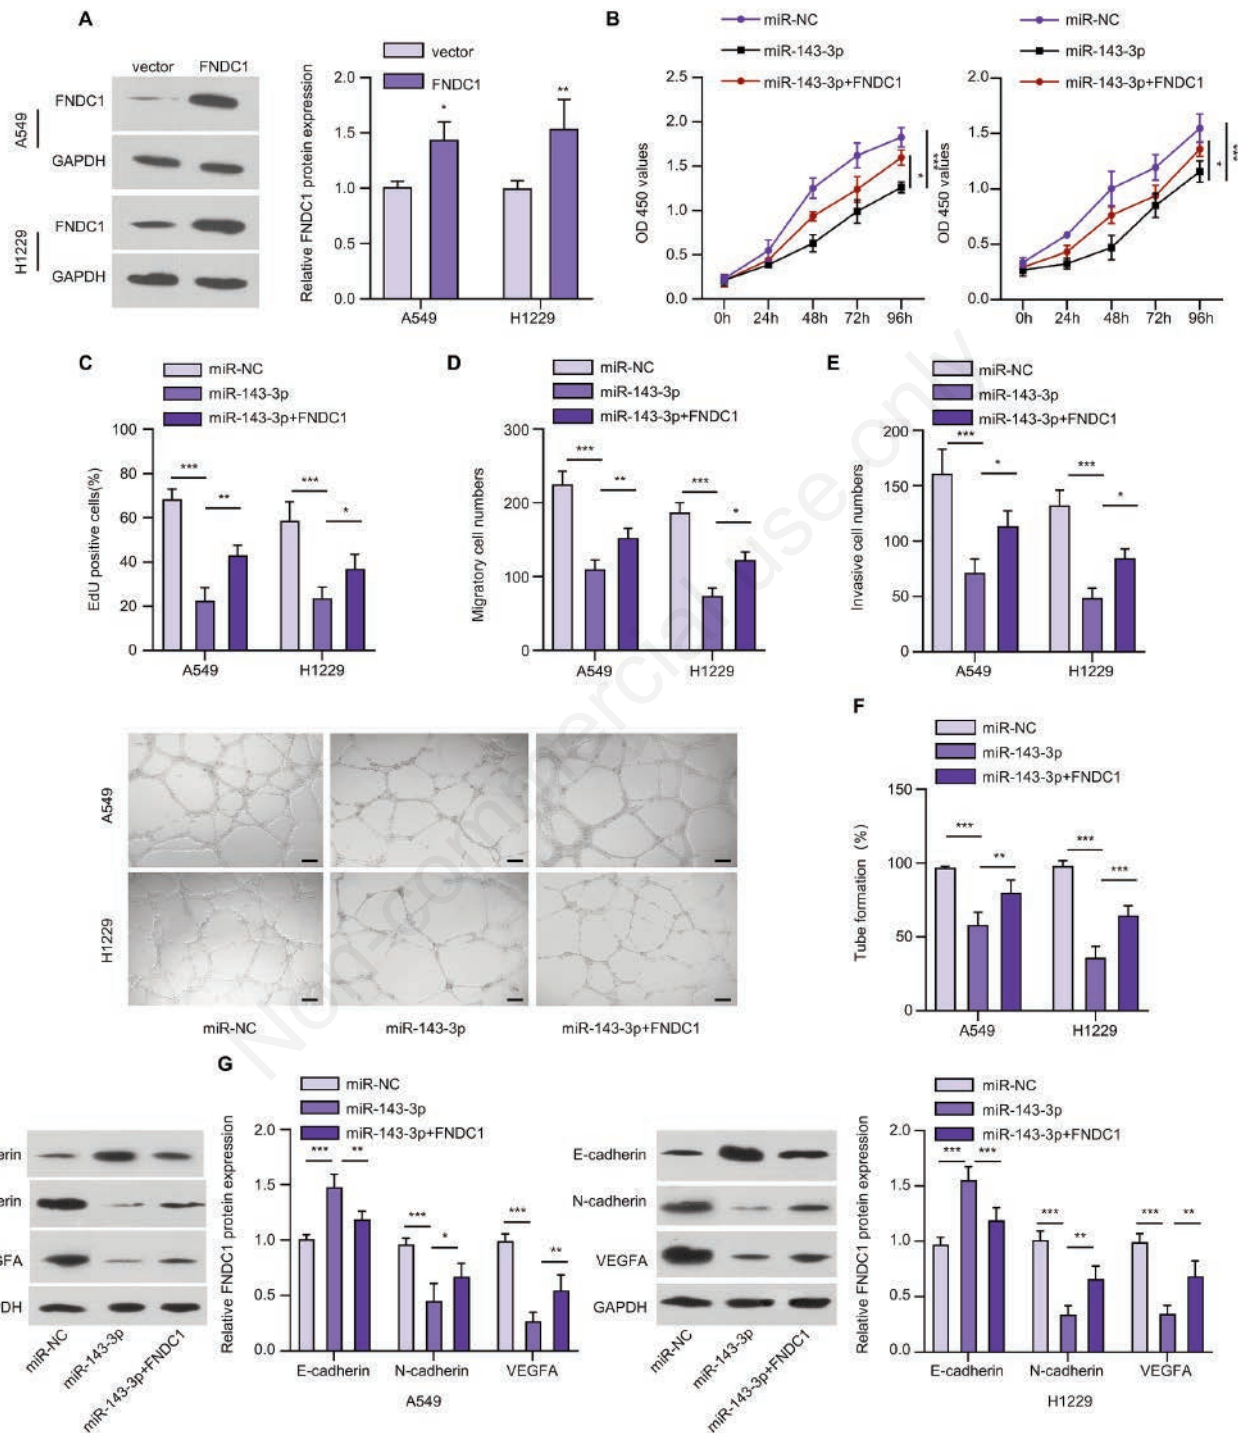 A
vector FNDC1
A549
FNDC1
GAPDH
H1229
FNDC1
GAPDH
vector
FNDC1
Relative FNDC1 protein expression
2.0
1.5
1.0
0.5
0.0
*
**
A549 H1229
B
miR-NC
miR-143-3p
miR-143-3p+FNDC1
OD 450 values
2.5
2.0
1.5
1.0
0.5
0.0
*
***
0h 24h 48h 72h 96h
miR-NC
miR-143-3p
miR-143-3p+FNDC1
OD 450 values
2.0
1.5
1.0
0.5
0.0
*
***
0h 24h 48h 72h 96h
C
miR-NC
miR-143-3p
miR-143-3p+FNDC1
EdU positive cells(%)
100
80
60
40
20
0
*** ** *** *
A549 H1229
D
miR-NC
miR-143-3p
miR-143-3p+FNDC1
Migratory cell numbers
300
200
100
0
*** ** *** *
A549 H1229
E
miR-NC
miR-143-3p
miR-143-3p+FNDC1
Invasive cell numbers
200
150
100
50
0
*** * *** *
A549 H1229
A549
H1229
miR-NC miR-143-3p miR-143-3p+FNDC1
F
miR-NC
miR-143-3p
miR-143-3p+FNDC1
Tube formation (%)
150
100
50
0
*** ** *** ***
A549 H1229
Non-commercial use only
G
erin
erin
GFA
PDH
miR-NC
miR-143-3p
miR-143-3p+FNDC1
miR-NC
miR-143-3p
miR-143-3p+FNDC1
Relative FNDC1 protein expression
2.0
1.5
1.0
0.5
0.0
*** ** *** * *** **
E-cadherin N-cadherin VEGFA
A549
E-cadherin
N-cadherin
VEGFA
GAPDH
miR-NC
miR-143-3p
miR-143-3p+FNDC1
miR-NC
miR-143-3p
miR-143-3p+FNDC1
Relative FNDC1 protein expression
2.0
1.5
1.0
0.5
0.0
*** *** *** ** *** **
E-cadherin N-cadherin VEGFA
H1229